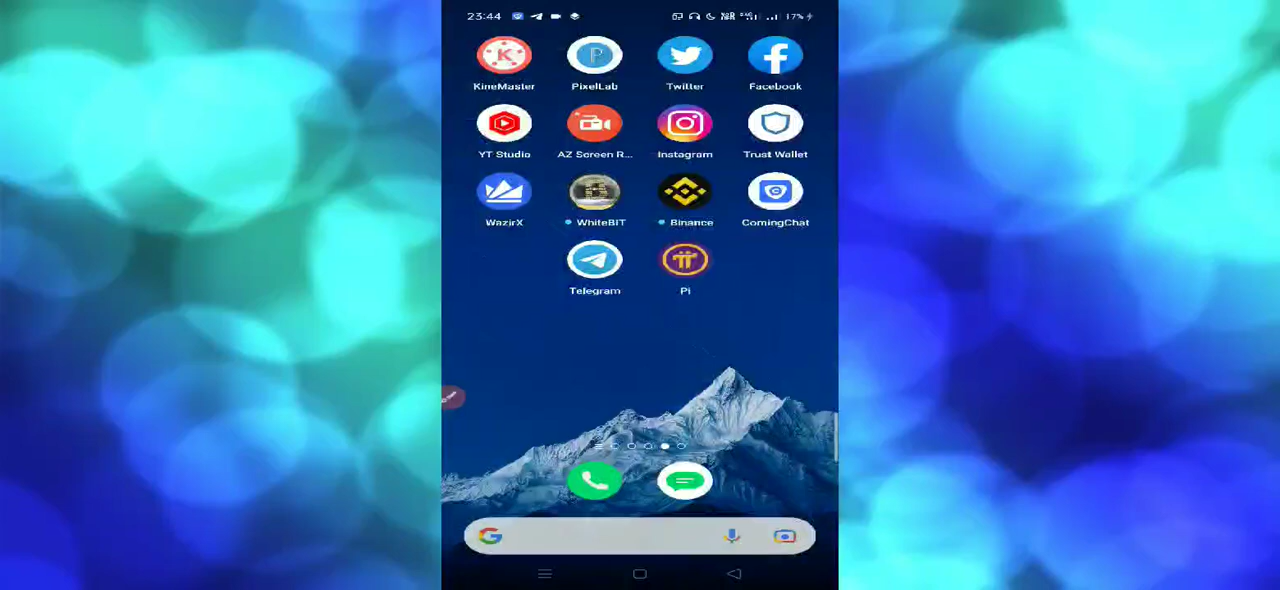 23:44 17%
KineMaster PixelLab Twitter Facebook
YT Studio AZ Screen R... Instagram Trust Wallet
WazirX WhiteBIT Binance ComingChat
Telegram Pi